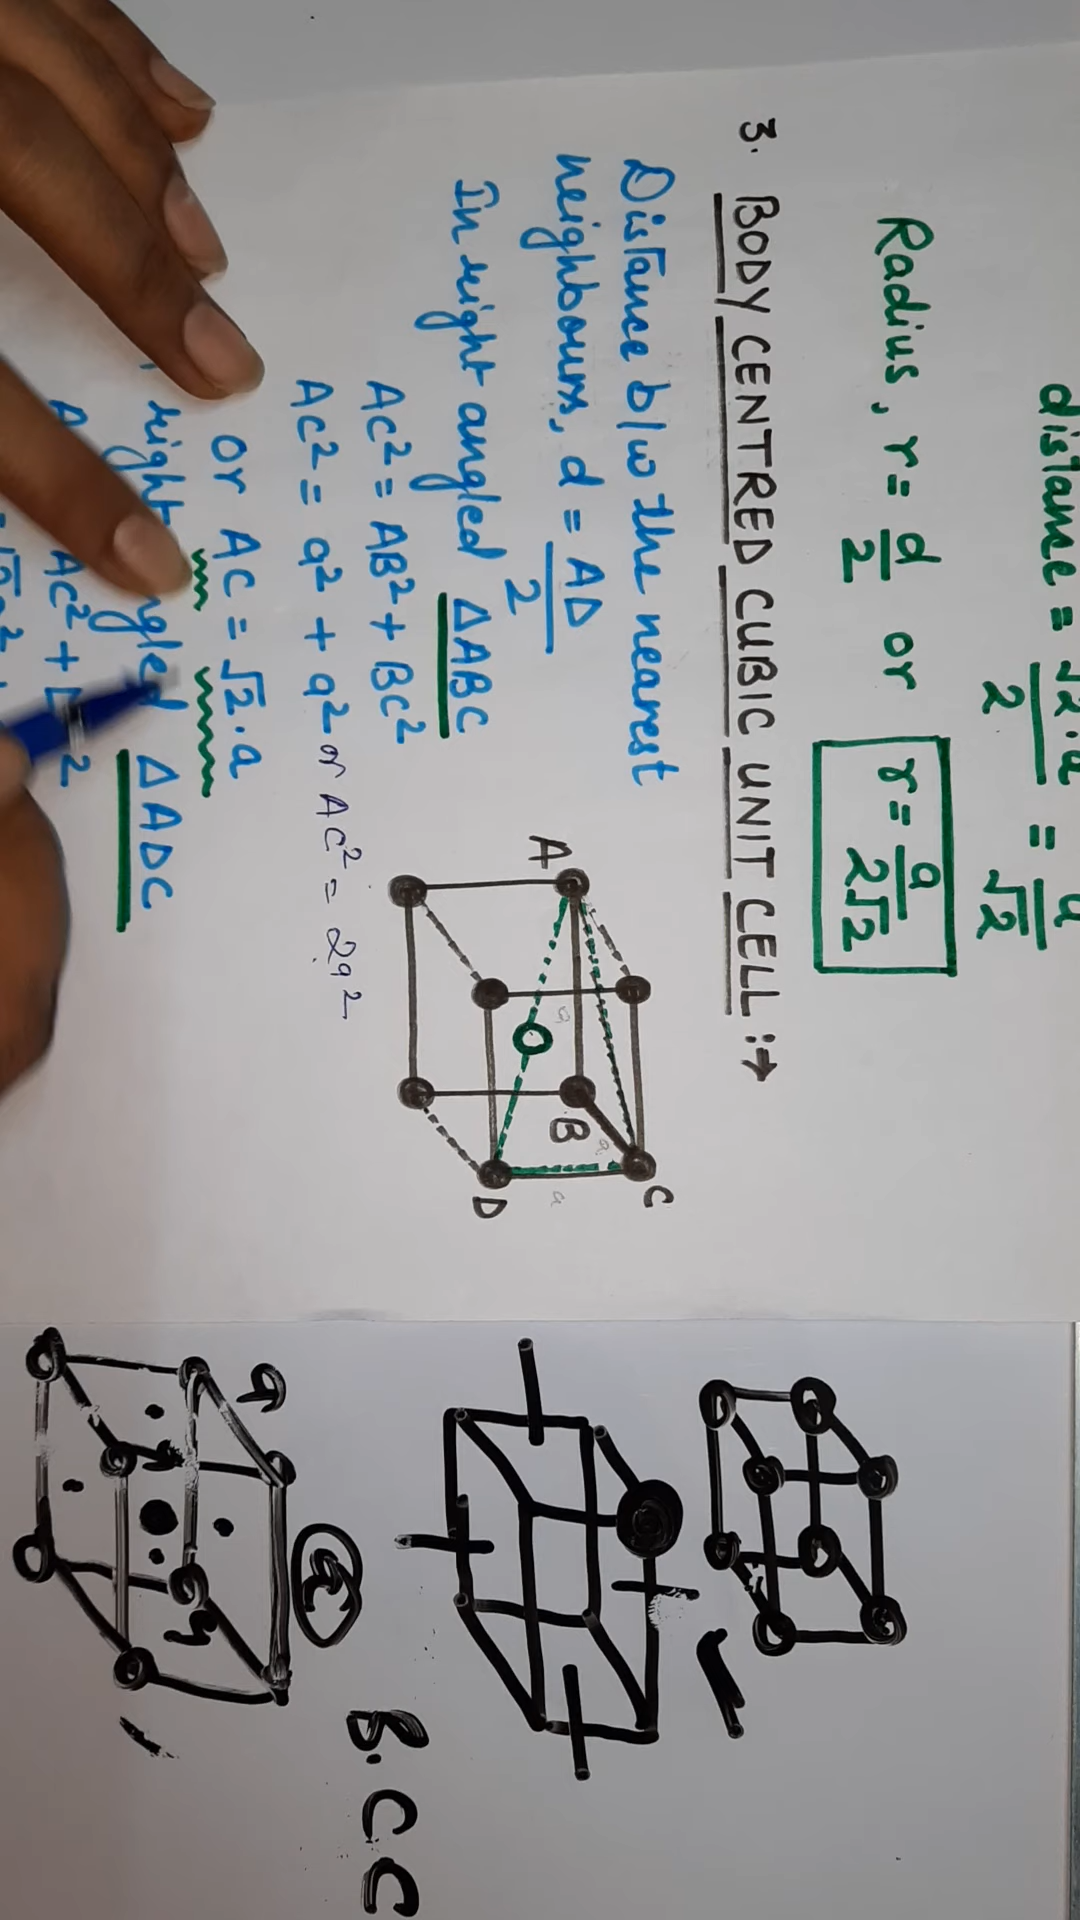 distance = √2.a/2 = a/√2
Radius, r = d/2 or r = a/2√2
3. BODY CENTRED CUBIC UNIT CELL :→
Distance b/w the nearest
neighbours, d = AD/2
In right angled ΔABC
AC² = AB² + BC²
AC² = a² + a² or AC² = 2a²
or AC = √2.a
right angled ΔADC
AC² +
A
B
C
D
a
a
a
B.C.C